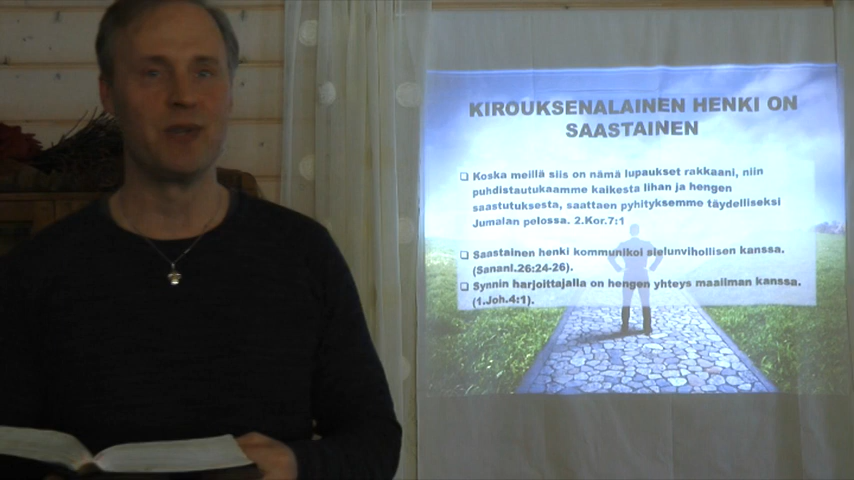 KIROUKSENALAINEN HENKI ON
SAASTAINEN
❑ Koska meillä siis on nämä lupaukset rakkaani, niin
puhdistautukaamme kaikesta lihan ja hengen
saastutuksesta, saattaen pyhityksemme täydelliseksi
Jumalan pelossa. 2.Kor.7:1
❑ Saastainen henki kommunikoi sielunvihollisen kanssa.
(Sananl.26:24-26).
❑ Synnin harjoittajalla on hengen yhteys maailman kanssa.
(1.Joh.4:1).